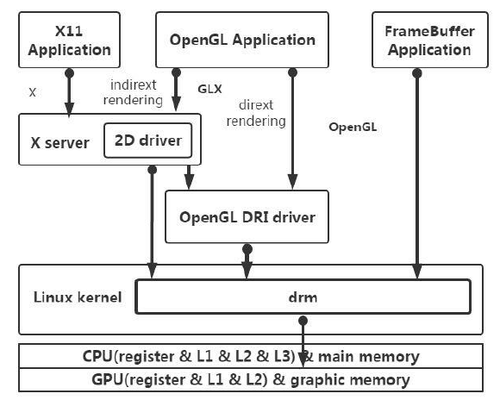 X11
Application
OpenGL Application
FrameBuffer
Application
X
indirext
rendering
GLX
dirext
rendering
OpenGL
X server
2D driver
OpenGL DRI driver
Linux kernel
drm
CPU(register & L1 & L2 & L3) & main memory
GPU(register & L1 & L2) & graphic memory